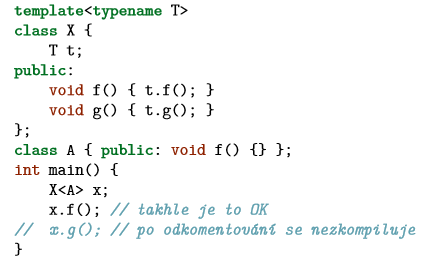 template<typename T>
class X {
    T t;
public:
    void f() { t.f(); }
    void g() { t.g(); }
};
class A { public: void f() {} };
int main() {
    X<A> x;
    x.f(); // takhle je to OK
//  x.g(); // po odkomentování se nezkompiluje
}